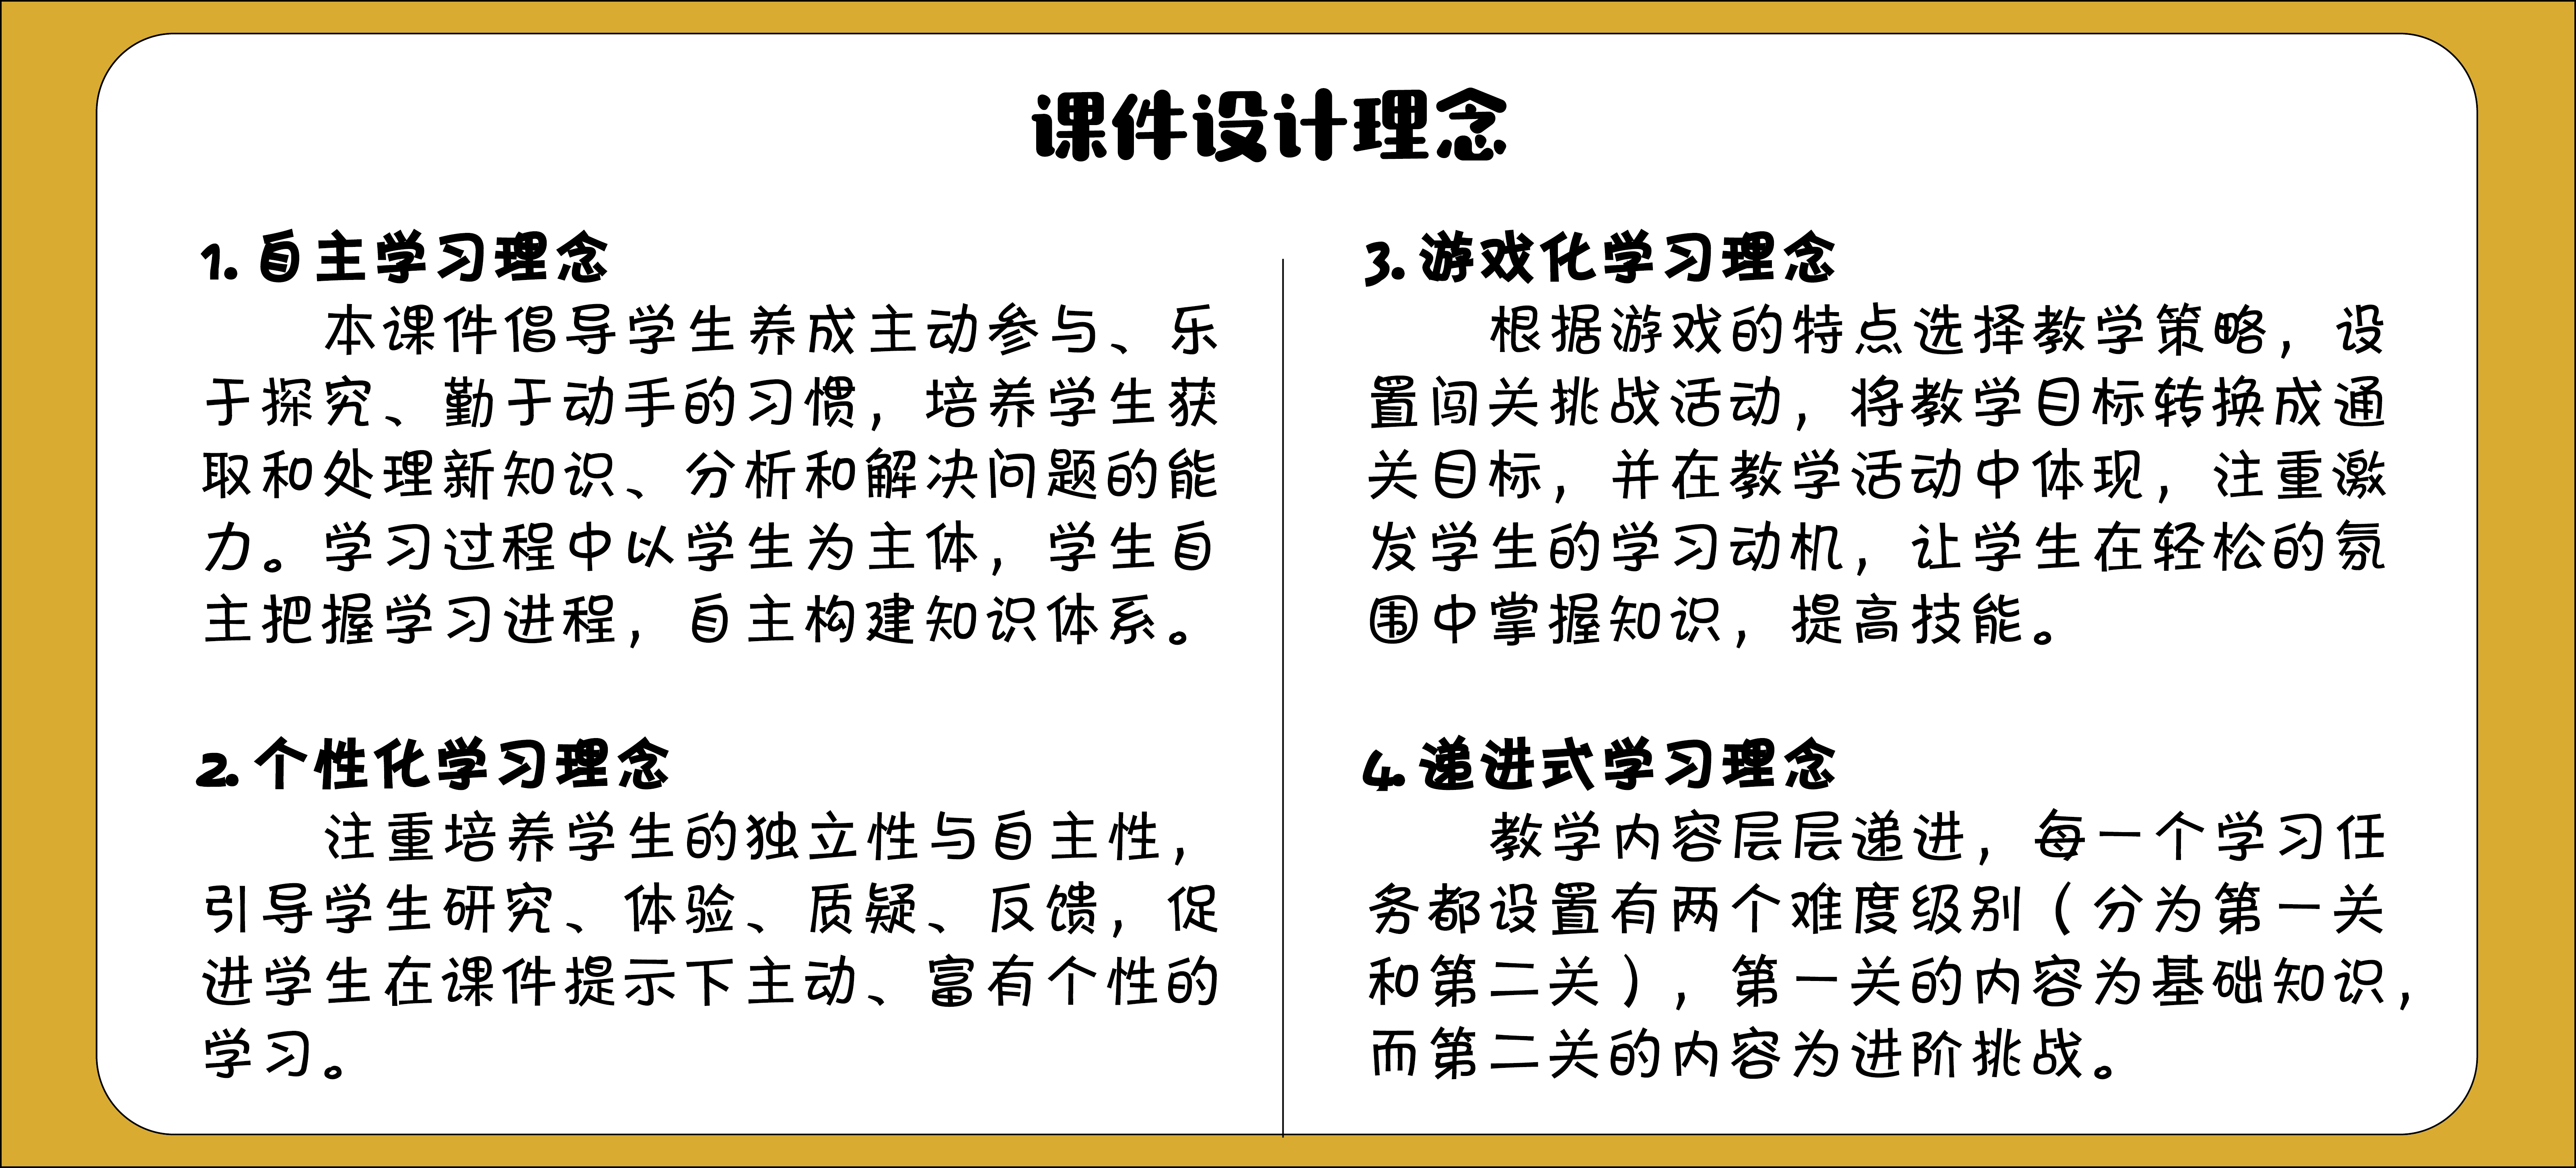 课件设计理念
1.自主学习理念
本课件倡导学生养成主动参与、乐
于探究、勤于动手的习惯，培养学生获
取和处理新知识、分析和解决问题的能
力。学习过程中以学生为主体，学生自
主把握学习进程，自主构建知识体系。
2.个性化学习理念
注重培养学生的独立性与自主性，
引导学生研究、体验、质疑、反馈，促
进学生在课件提示下主动、富有个性的
学习。
3.游戏化学习理念
根据游戏的特点选择教学策略，设
置闯关挑战活动，将教学目标转换成通
关目标，并在教学活动中体现，注重激
发学生的学习动机，让学生在轻松的氛
围中掌握知识，提高技能。
4.递进式学习理念
教学内容层层递进，每一个学习任
务都设置有两个难度级别（分为第一关
和第二关），第一关的内容为基础知识，
而第二关的内容为进阶挑战。